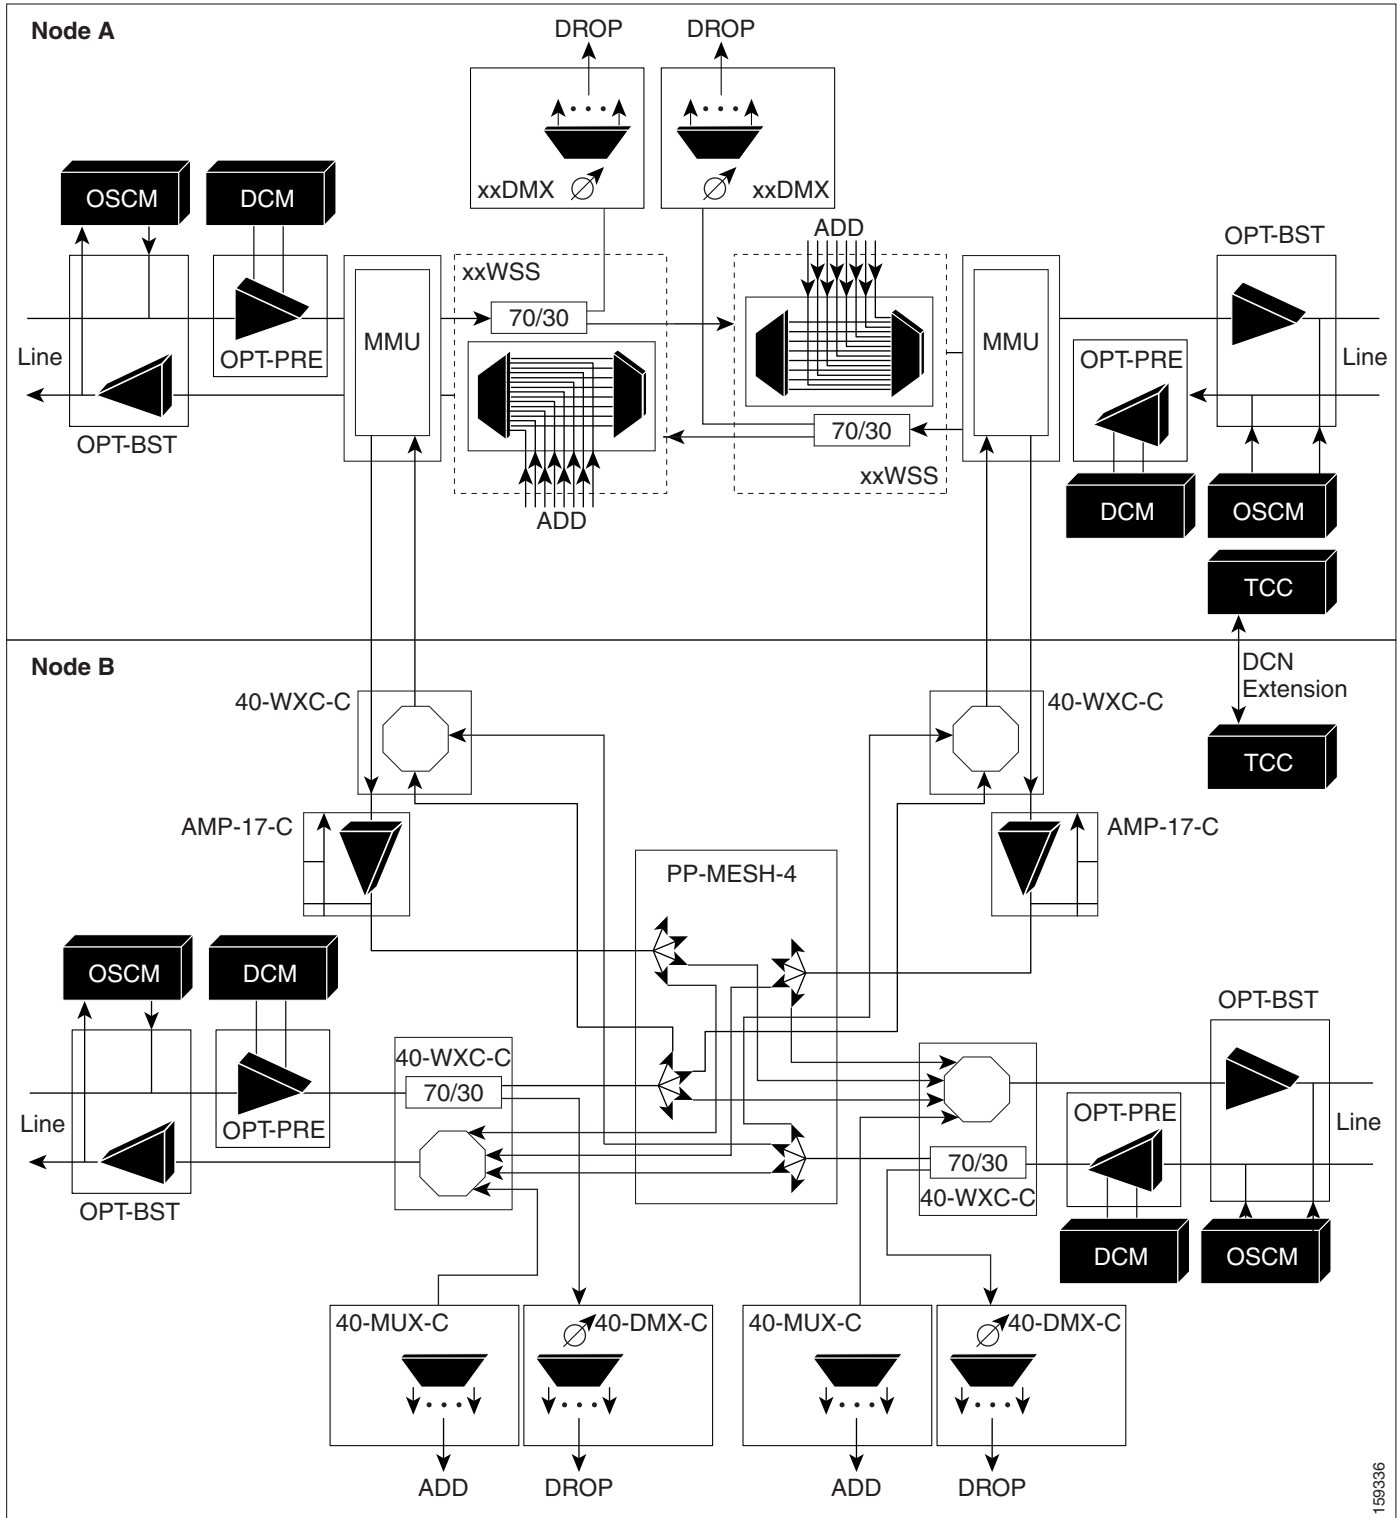 Node A
DROP
DROP
xxDMX
xxDMX
OSCM
DCM
ADD
OPT-BST
xxWSS
70/30
MMU
MMU
OPT-PRE
Line
OPT-PRE
Line
OPT-BST
70/30
xxWSS
ADD
DCM
OSCM
TCC
Node B
DCN
Extension
40-WXC-C
40-WXC-C
TCC
AMP-17-C
AMP-17-C
PP-MESH-4
OSCM
DCM
OPT-BST
40-WXC-C
70/30
OPT-PRE
OPT-PRE
Line
Line
70/30
40-WXC-C
OPT-BST
DCM
OSCM
40-MUX-C
40-DMX-C
40-MUX-C
40-DMX-C
ADD
DROP
ADD
DROP
159336